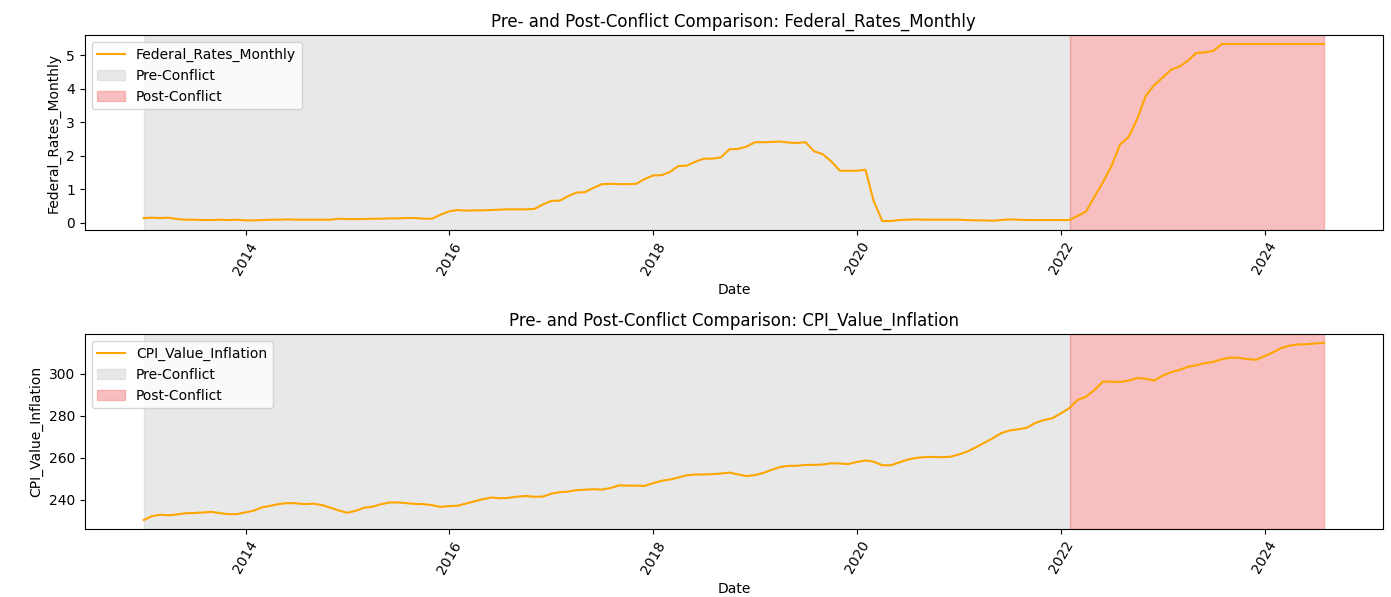 Pre- and Post-Conflict Comparison: Federal_Rates_Monthly
Federal_Rates_Monthly
Pre-Conflict
Post-Conflict
Federal_Rates_Monthly
5
4
3
2
1
0
2014
2016
2018
2020
2022
2024
Date
Pre- and Post-Conflict Comparison: CPI_Value_Inflation
CPI_Value_Inflation
Pre-Conflict
Post-Conflict
CPI_Value_Inflation
300
280
260
240
2014
2016
2018
2020
2022
2024
Date